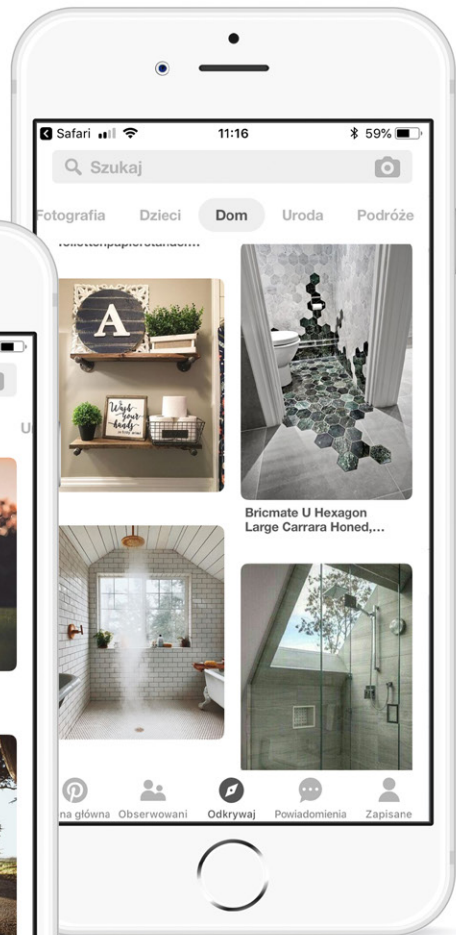 Safari
11:16
59%
Szukaj
Fotografia Dzieci Dom Uroda Podróże
A
Wash your hands
Bricmate U Hexagon
Large Carrara Honed,...
na główna Obserwowani Odkrywaj Powiadomienia Zapisane